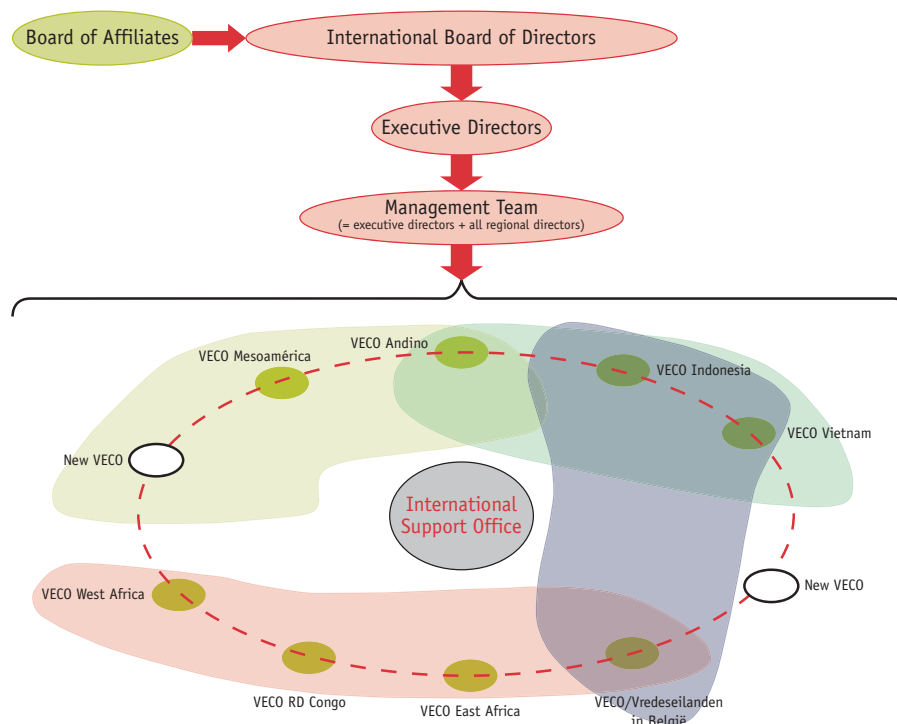 Board of Affiliates
International Board of Directors
Executive Directors
Management Team
(= executive directors + all regional directors)
VECO Andino
VECO Mesoamérica
VECO Indonesia
VECO Vietnam
New VECO
International
Support Office
New VECO
VECO West Africa
VECO RD Congo
VECO East Africa
VECO/Vredeseilanden
in België